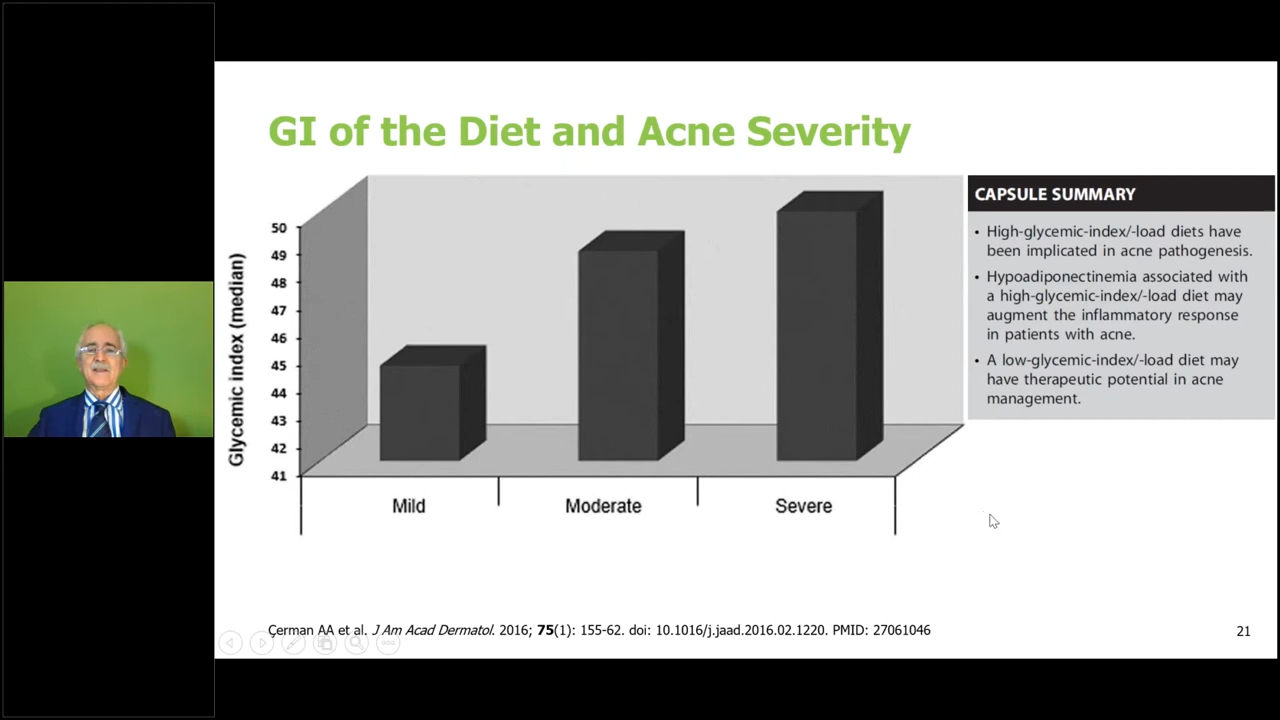 GI of the Diet and Acne Severity
Glycemic index (median)
50
49
48
47
46
45
44
43
42
41
Mild
Moderate
Severe
CAPSULE SUMMARY
• High-glycemic-index/-load diets have
been implicated in acne pathogenesis.
• Hypoadiponectinemia associated with
a high-glycemic-index/-load diet may
augment the inflammatory response
in patients with acne.
• A low-glycemic-index/-load diet may
have therapeutic potential in acne
management.
Çerman AA et al. J Am Acad Dermatol. 2016; 75(1): 155-62. doi: 10.1016/j.jaad.2016.02.1220. PMID: 27061046
21